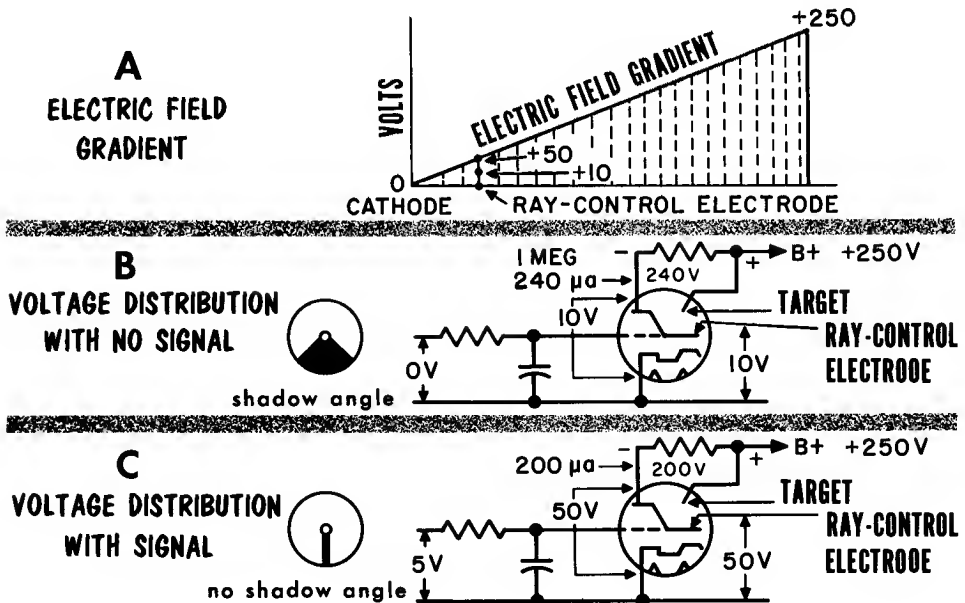 A
ELECTRIC FIELD
GRADIENT
VOLTS
ELECTRIC FIELD GRADIENT
+250
+50
+10
0
CATHODE
RAY-CONTROL ELECTRODE
B
VOLTAGE DISTRIBUTION
WITH NO SIGNAL
shadow angle
1 MEG
240 µa
10V
0V
-
240V
+
B+ +250V
TARGET
RAY-CONTROL
ELECTROOE
10V
C
VOLTAGE DISTRIBUTION
WITH SIGNAL
no shadow angle
200 µa
50V
5V
-
200V
+
B+ +250V
TARGET
RAY-CONTROL
ELECTRODE
50V